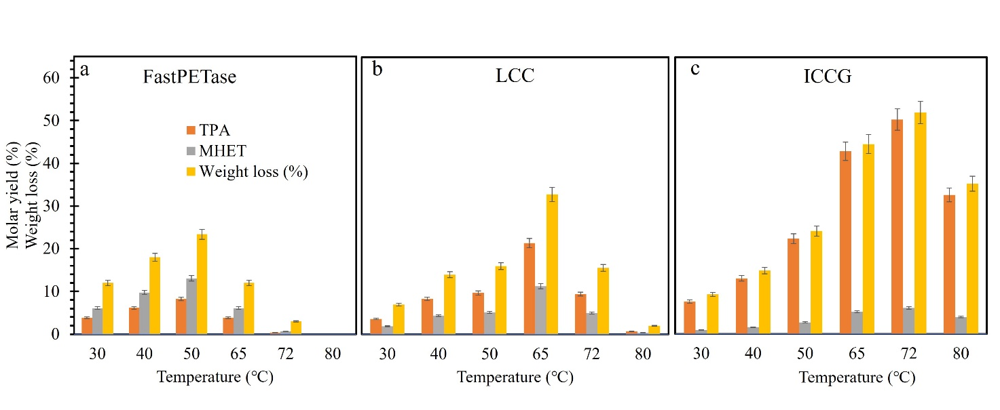 a
FastPETase
TPA
MHET
Weight loss (%)
Molar yield (%)
Weight loss (%)
60
50
40
30
20
10
0
30 40 50 65 72 80
Temperature (℃)
b
LCC
30 40 50 65 72 80
Temperature (℃)
c
ICCG
30 40 50 65 72 80
Temperature (℃)